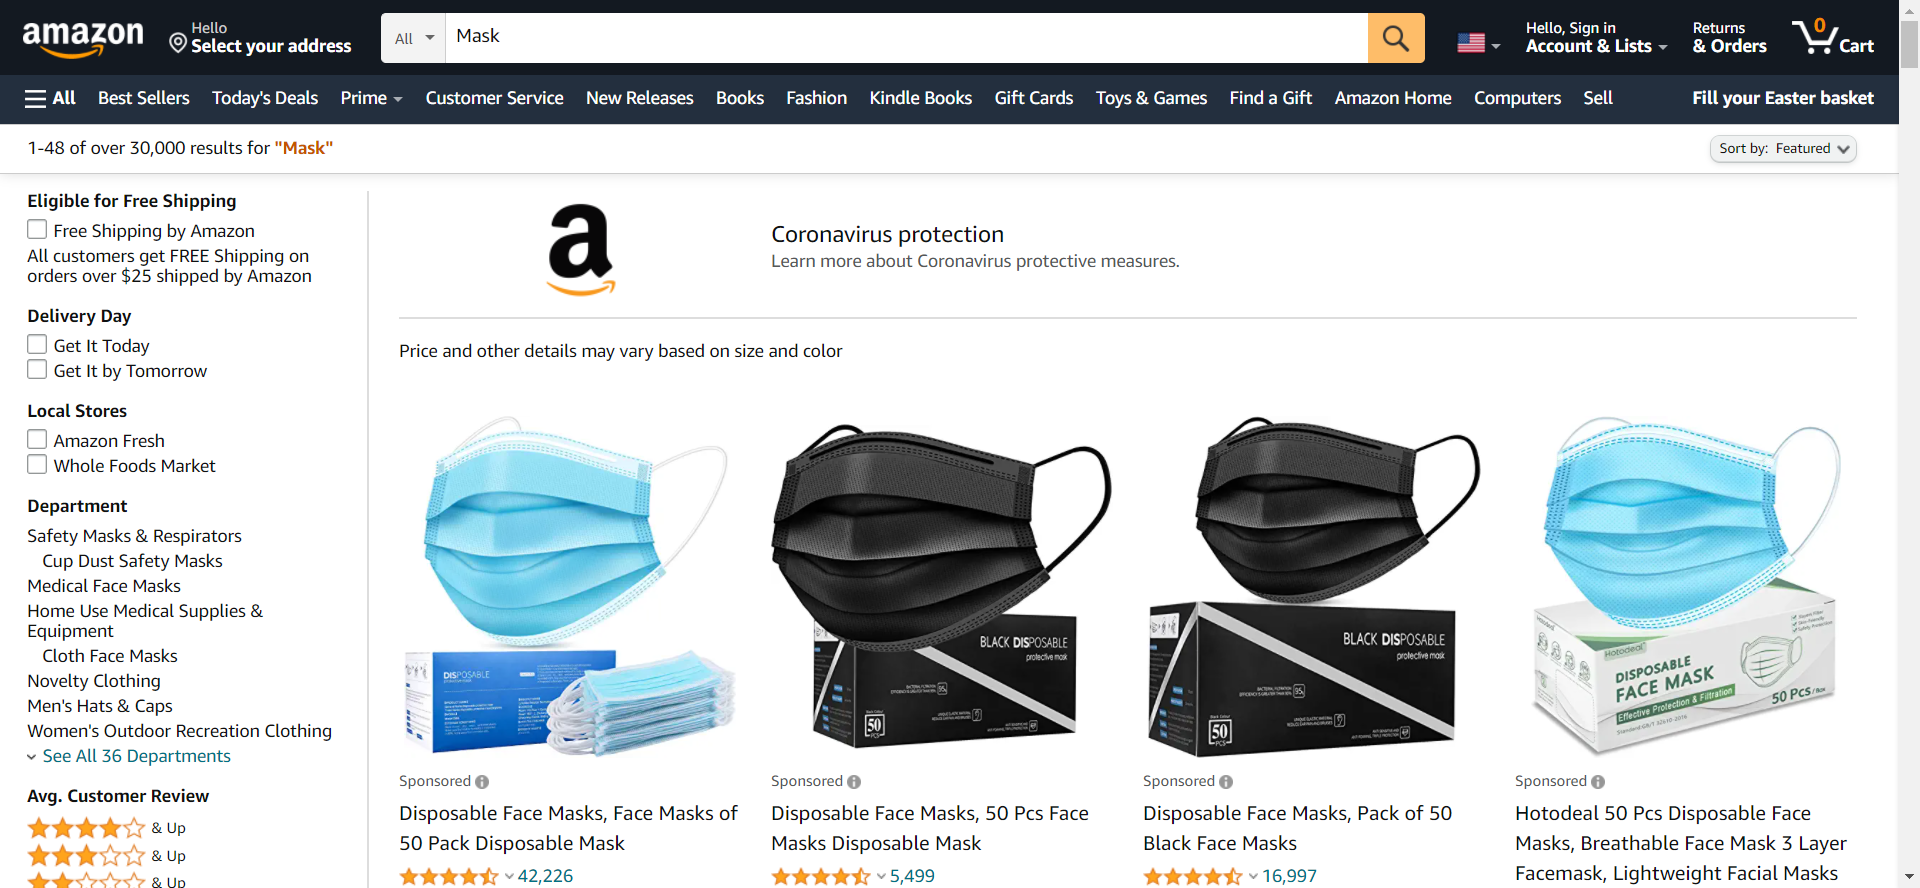 amazon
Hello
Select your address
All
Mask
Hello, Sign in
Account & Lists
Returns
& Orders
0
Cart
All
Best Sellers
Today's Deals
Prime
Customer Service
New Releases
Books
Fashion
Kindle Books
Gift Cards
Toys & Games
Find a Gift
Amazon Home
Computers
Sell
Fill your Easter basket
1-48 of over 30,000 results for "Mask"
Sort by: Featured
Eligible for Free Shipping
Free Shipping by Amazon
All customers get FREE Shipping on
orders over $25 shipped by Amazon
Delivery Day
Get It Today
Get It by Tomorrow
Local Stores
Amazon Fresh
Whole Foods Market
Department
Safety Masks & Respirators
Cup Dust Safety Masks
Medical Face Masks
Home Use Medical Supplies &
Equipment
Cloth Face Masks
Novelty Clothing
Men's Hats & Caps
Women's Outdoor Recreation Clothing
See All 36 Departments
Avg. Customer Review
& Up
& Up
& Up
a
Coronavirus protection
Learn more about Coronavirus protective measures.
Price and other details may vary based on size and color
DISPOSABLE
Sponsored
Disposable Face Masks, Face Masks of
50 Pack Disposable Mask
42,226
BLACK DISPOSABLE
protective mask
50
PCS
Sponsored
Disposable Face Masks, 50 Pcs Face
Masks Disposable Mask
5,499
BLACK DISPOSABLE
protective mask
50
PCS
Sponsored
Disposable Face Masks, Pack of 50
Black Face Masks
16,997
Hotodeal
DISPOSABLE
FACE MASK
Effective Protection & Filtration
50 PCS / Box
Sponsored
Hotodeal 50 Pcs Disposable Face
Masks, Breathable Face Mask 3 Layer
Facemask, Lightweight Facial Masks